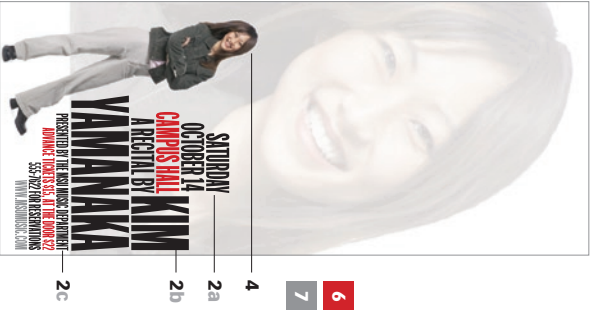 6
7
4
SATURDAY
2a
OCTOBER 14
CAMPUS HALL
A RECITAL BY KIM
2b
YAMANAKA
PRESENTED BY THE MSU MUSIC DEPARTMENT
2c
ADVANCE TICKETS $15, AT THE DOOR $22
555-7022 FOR RESERVATIONS
WWW.MSUMUSIC.COM